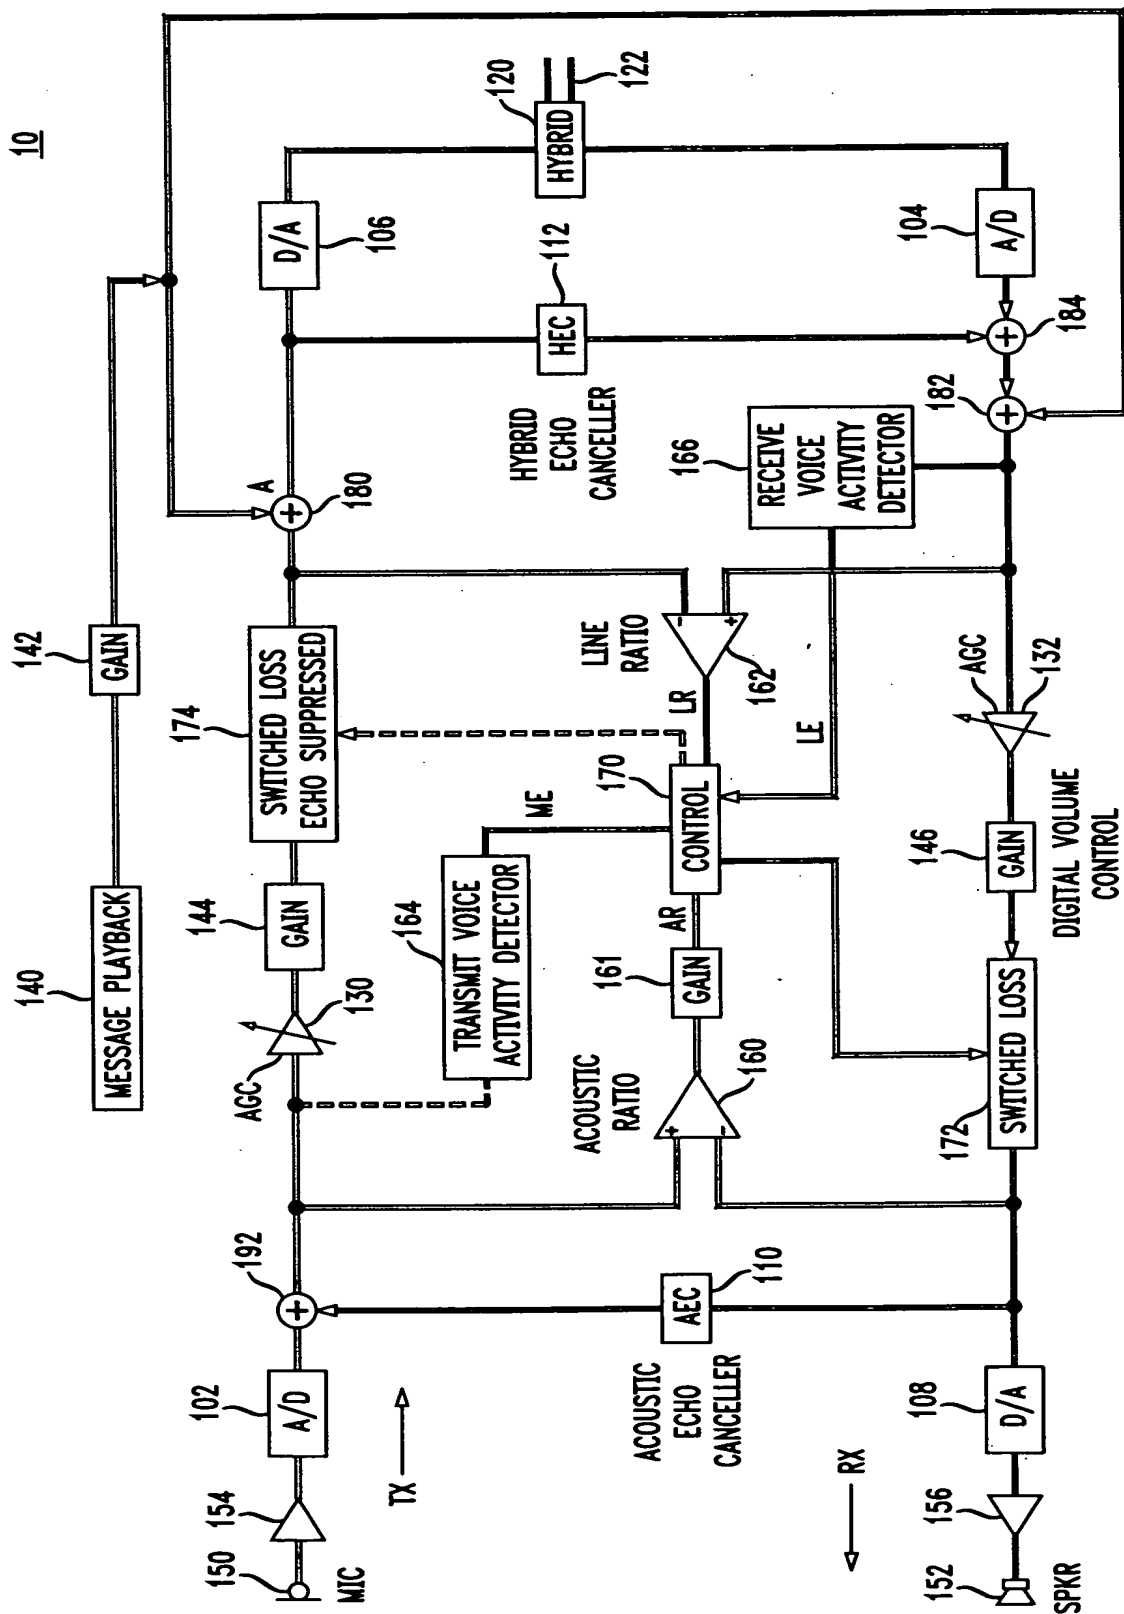 10
140
MESSAGE PLAYBACK
142
GAIN
150
MIC
154
102
A/D
192
AGC
130
144
GAIN
174
SWITCHED LOSS
ECHO SUPPRESSED
A
180
D/A
106
TX
164
TRANSMIT VOICE
ACTIVITY DETECTOR
ME
HYBRID
ECHO
CANCELLER
HEC
112
120
HYBRID
122
ACOUSTIC
ECHO
CANCELLER
AEC
110
ACOUSTIC
RATIO
+
-
160
161
GAIN
AR
170
CONTROL
LR
LINE
RATIO
-
+
162
LE
166
RECEIVE
VOICE
ACTIVITY
DETECTOR
RX
152
SPKR
156
108
D/A
172
SWITCHED LOSS
146
GAIN
DIGITAL VOLUME
CONTROL
AGC
132
182
184
104
A/D